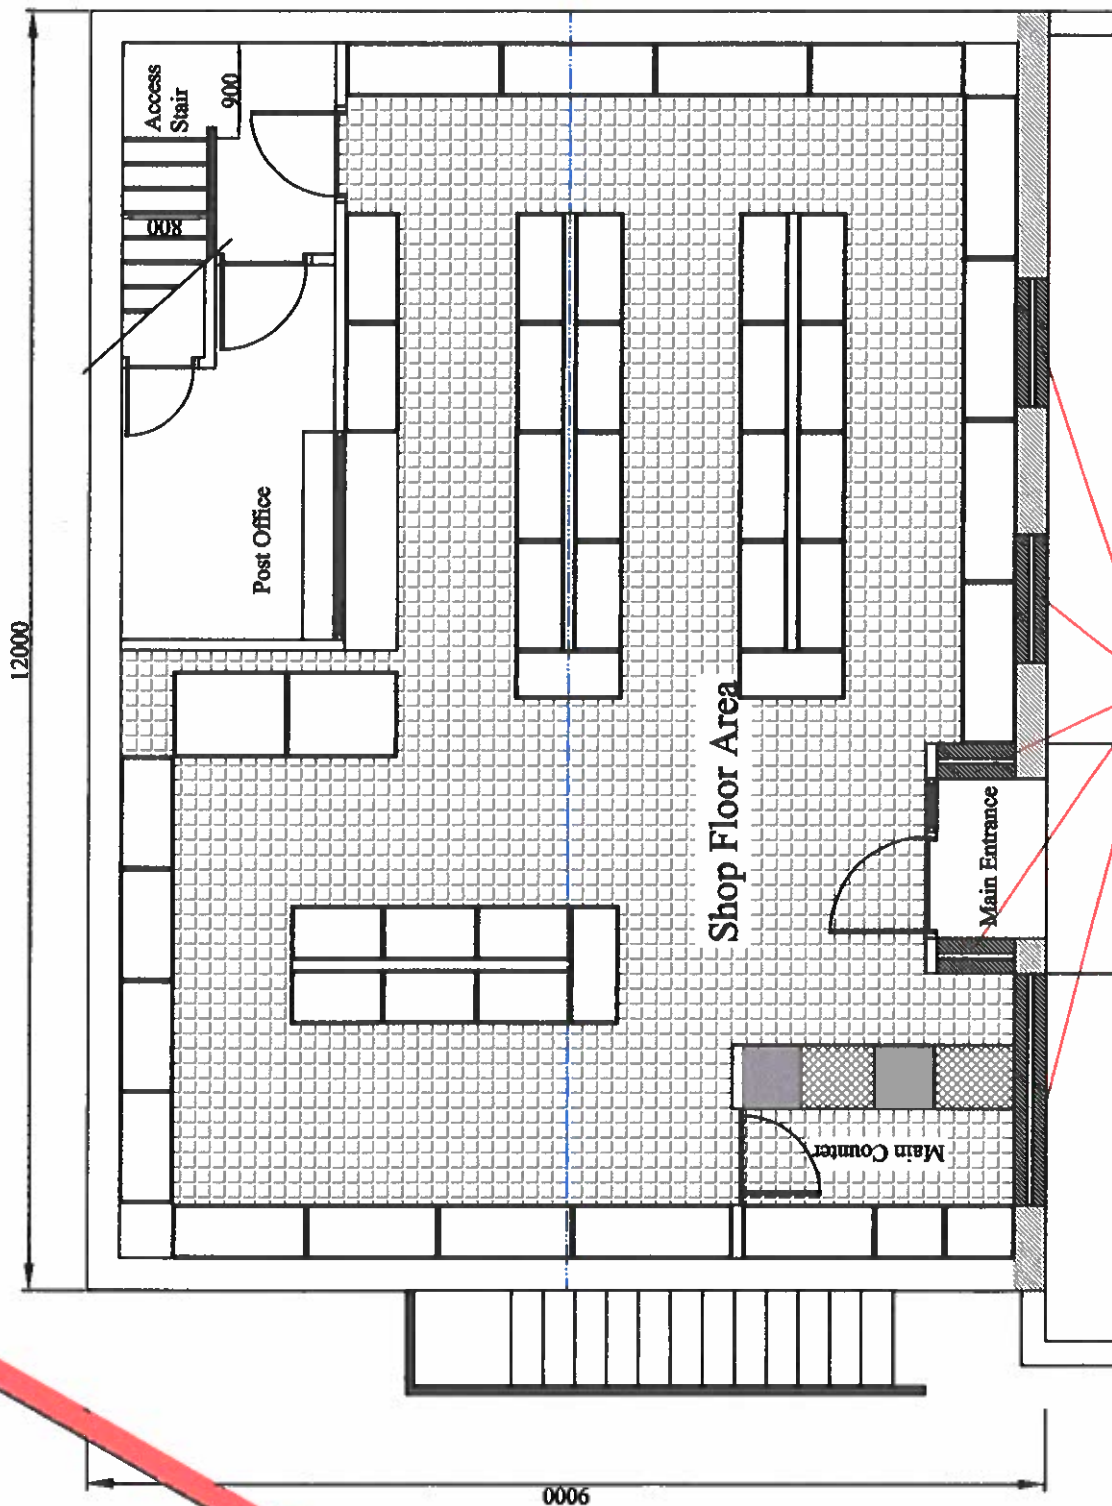 Access
Stair
900
800
Post Office
12000
Shop Floor Area
Main Entrance
Main Counter
9000